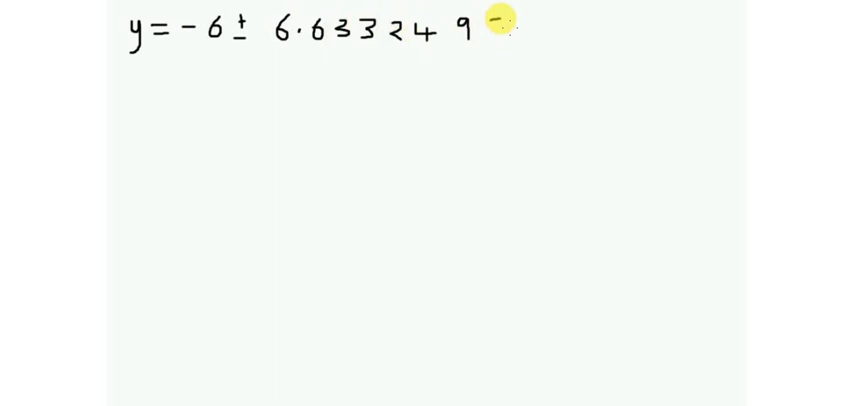 y = - 6 ± 6.633249 -